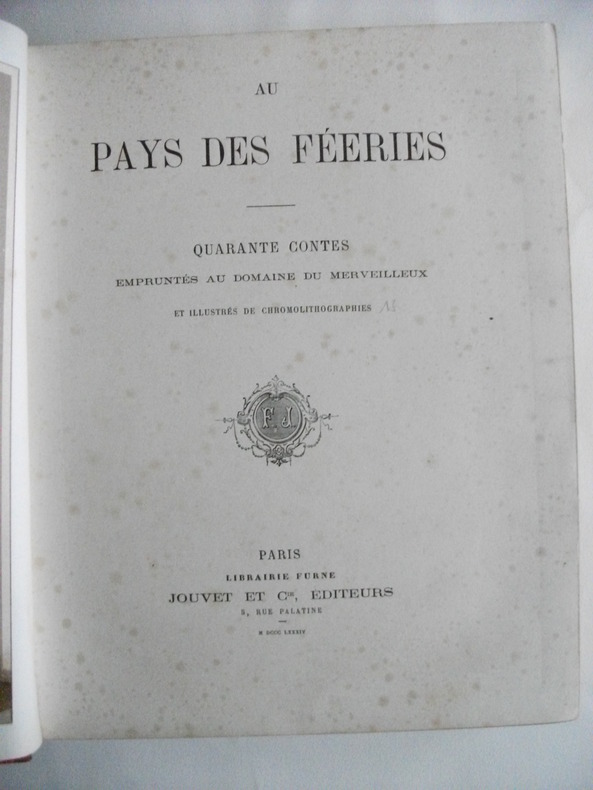 AU
PAYS DES FÉERIES
QUARANTE CONTES
EMPRUNTÉS AU DOMAINE DU MERVEILLEUX
ET ILLUSTRÉS DE CHROMOLITHOGRAPHIES
F.J.
PARIS
LIBRAIRIE FURNE
JOUVET ET Cie, EDITEURS
5, RUE PALATINE
M DCCC LXXXIV